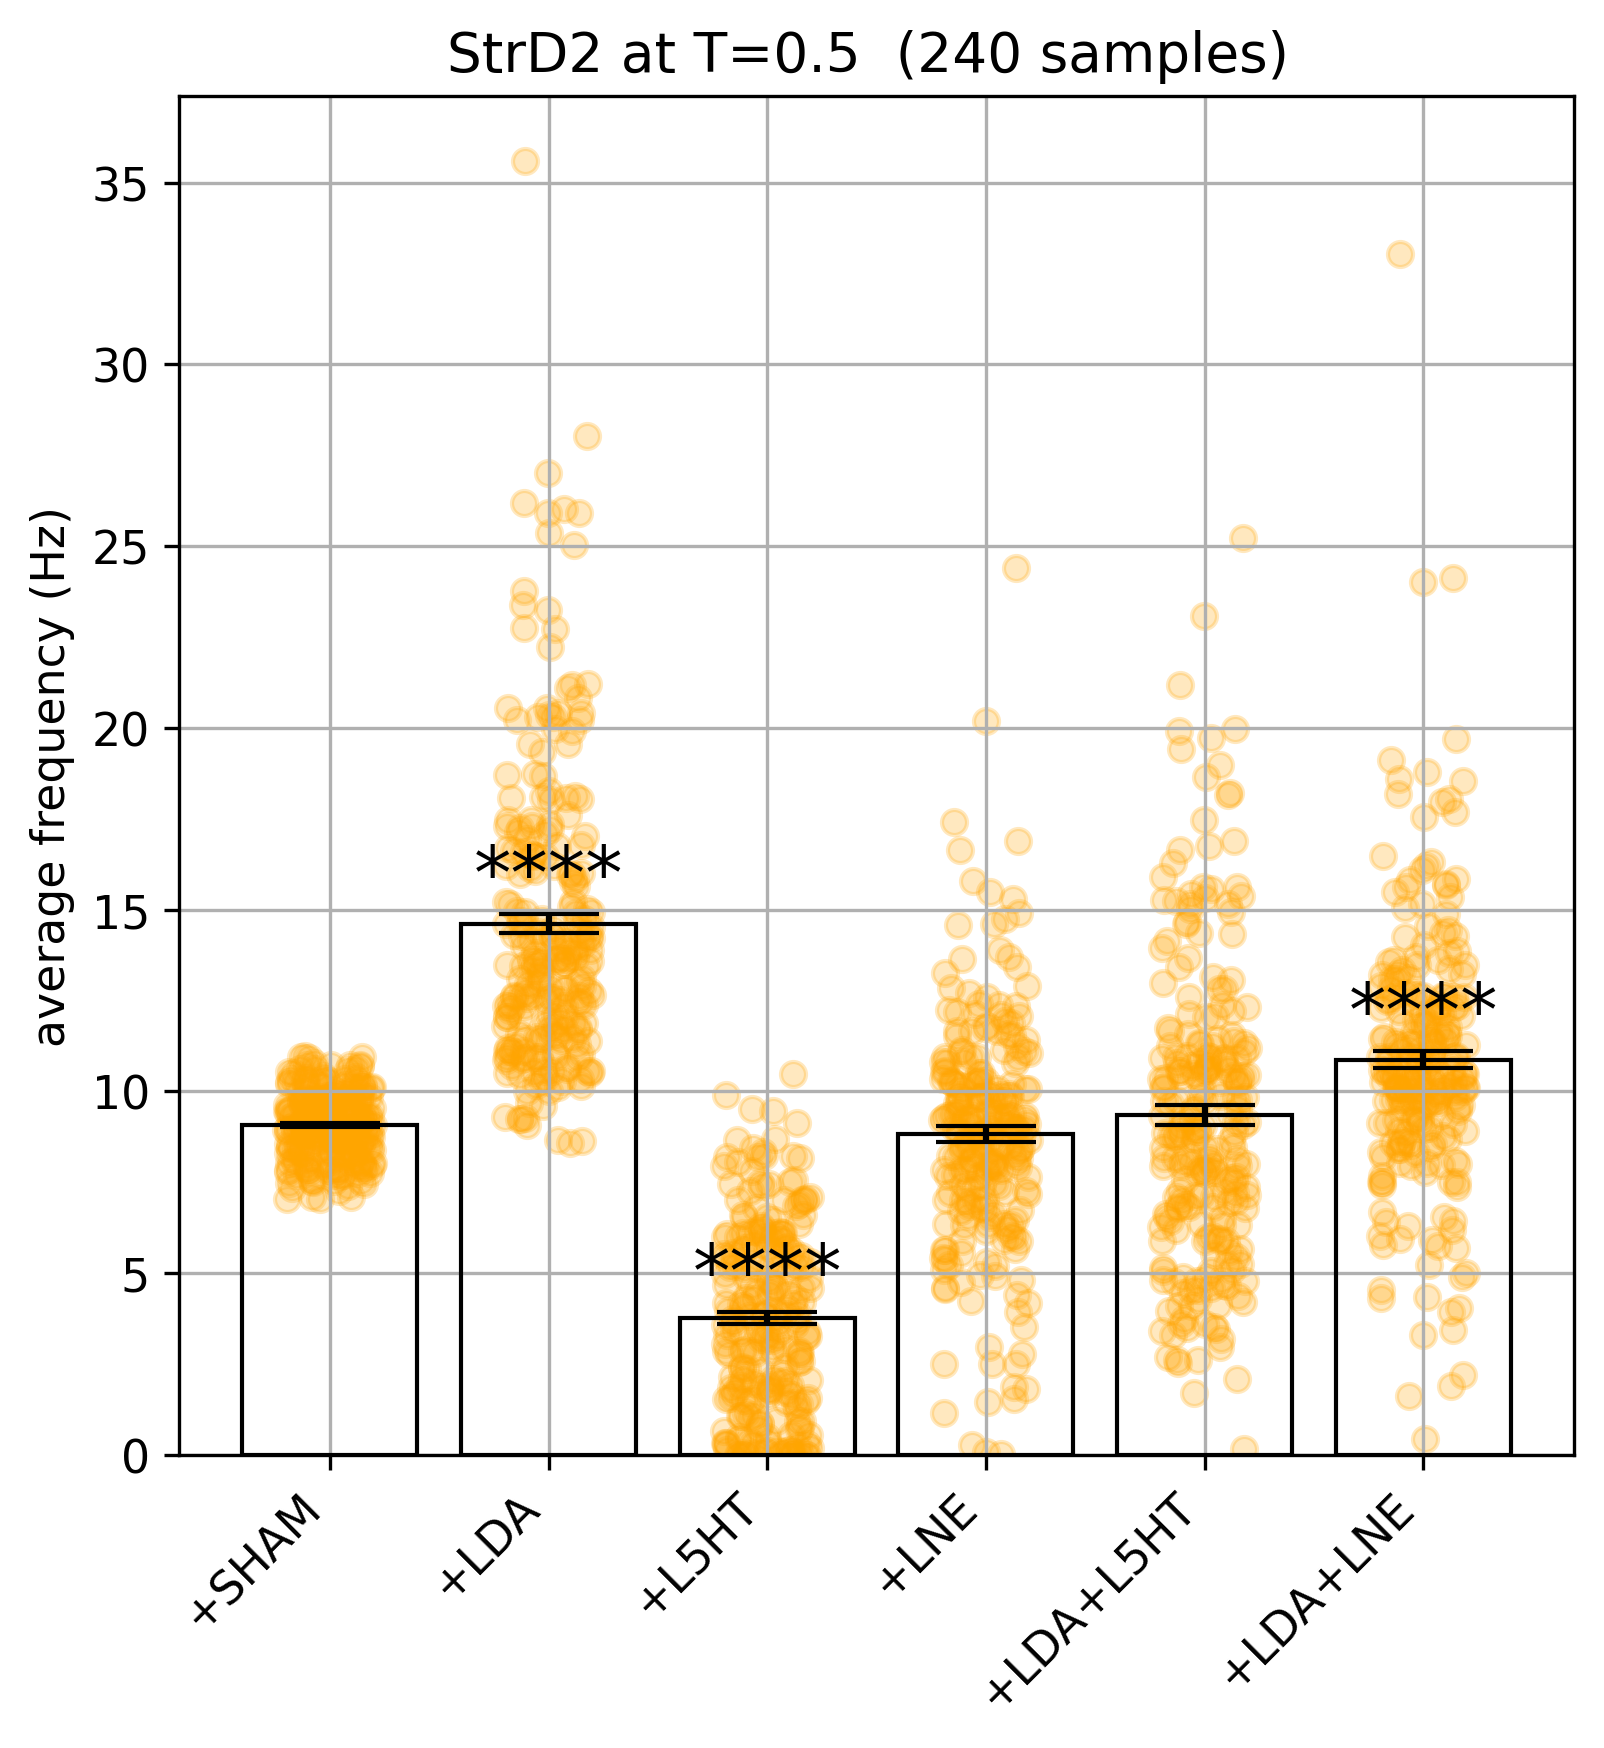 StrD2 at T=0.5  (240 samples)
average frequency (Hz)
35
30
25
20
15
10
5
0
****
****
****
****
+SHAM
+LDA
+L5HT
+LNE
+LDA+L5HT
+LDA+LNE